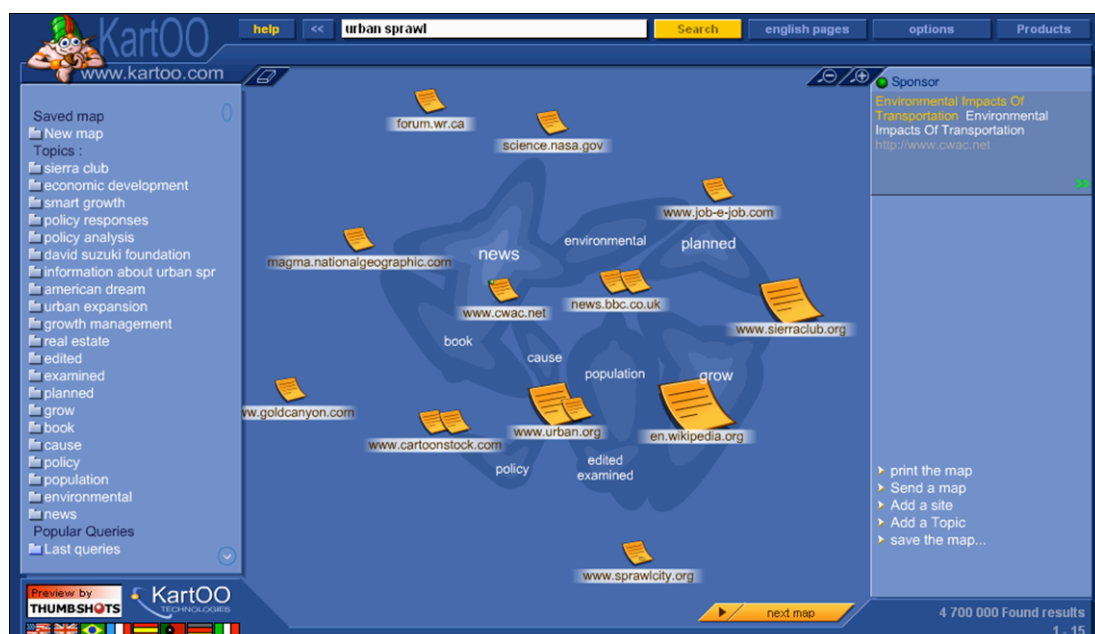 KartOO
www.kartoo.com
help
<<
urban sprawl
Search
english pages
options
Products
Saved map
New map
Topics :
sierra club
economic development
smart growth
policy responses
policy analysis
david suzuki foundation
information about urban spr
american dream
urban expansion
growth management
real estate
edited
examined
planned
grow
book
cause
policy
population
environmental
news
Popular Queries
Last queries
Preview by
THUMBSHOTS
KartOO
TECHNOLOGIES
forum.wr.ca
science.nasa.gov
www.job-e-job.com
environmental
planned
news
magma.nationalgeographic.com
news.bbc.co.uk
www.cwac.net
www.sierraclub.org
book
cause
population
grow
ww.goldcanyon.com
www.urban.org
en.wikipedia.org
www.cartoonstock.com
policy
edited
examined
www.sprawlcity.org
next map
Sponsor
Environmental Impacts Of
Transportation Environmental
Impacts Of Transportation
http://www.cwac.net
>>
print the map
Send a map
Add a site
Add a Topic
save the map...
4 700 000 Found results
1 - 15